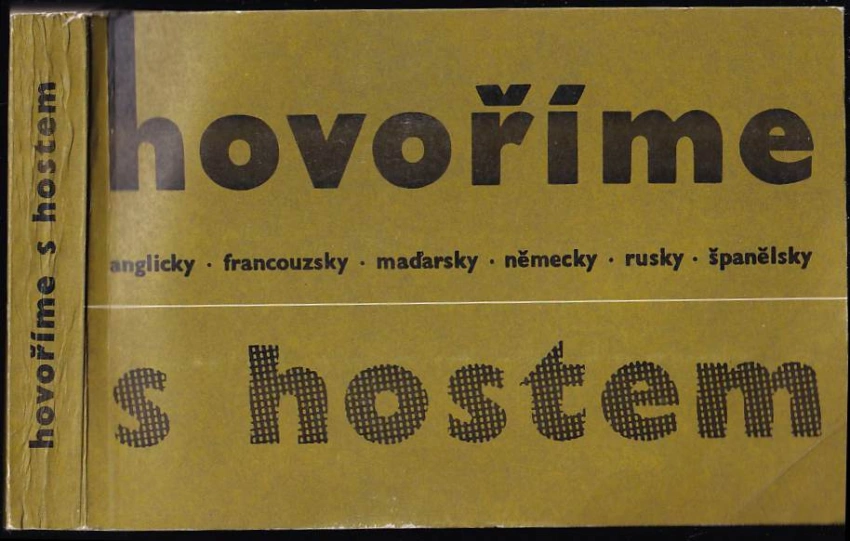 hovoříme s hostem
hovoříme
anglicky · francouzsky · maďarsky · německy · rusky · španělsky
s hostem